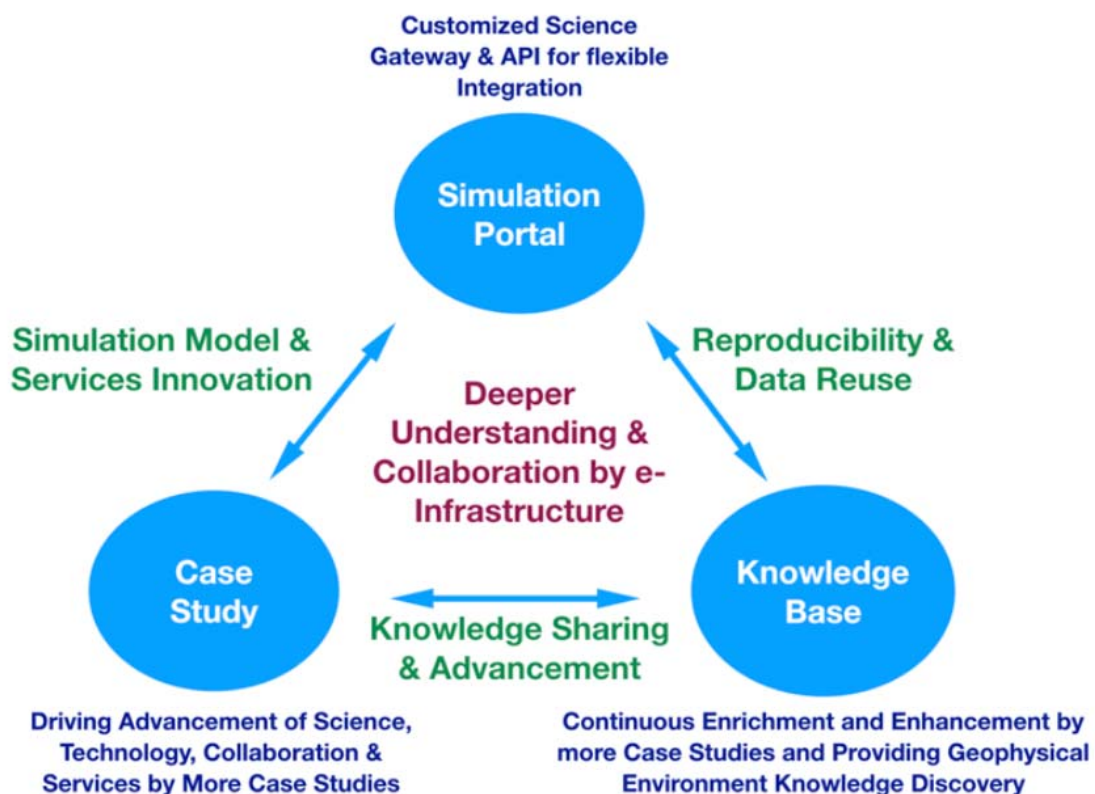 Customized Science
Gateway & API for flexible
Integration
Simulation
Portal
Simulation Model &
Services Innovation
Reproducibility &
Data Reuse
Deeper
Understanding &
Collaboration by e-
Infrastructure
Case
Study
Knowledge
Base
Knowledge Sharing
& Advancement
Driving Advancement of Science,
Technology, Collaboration &
Services by More Case Studies
Continuous Enrichment and Enhancement by
more Case Studies and Providing Geophysical
Environment Knowledge Discovery